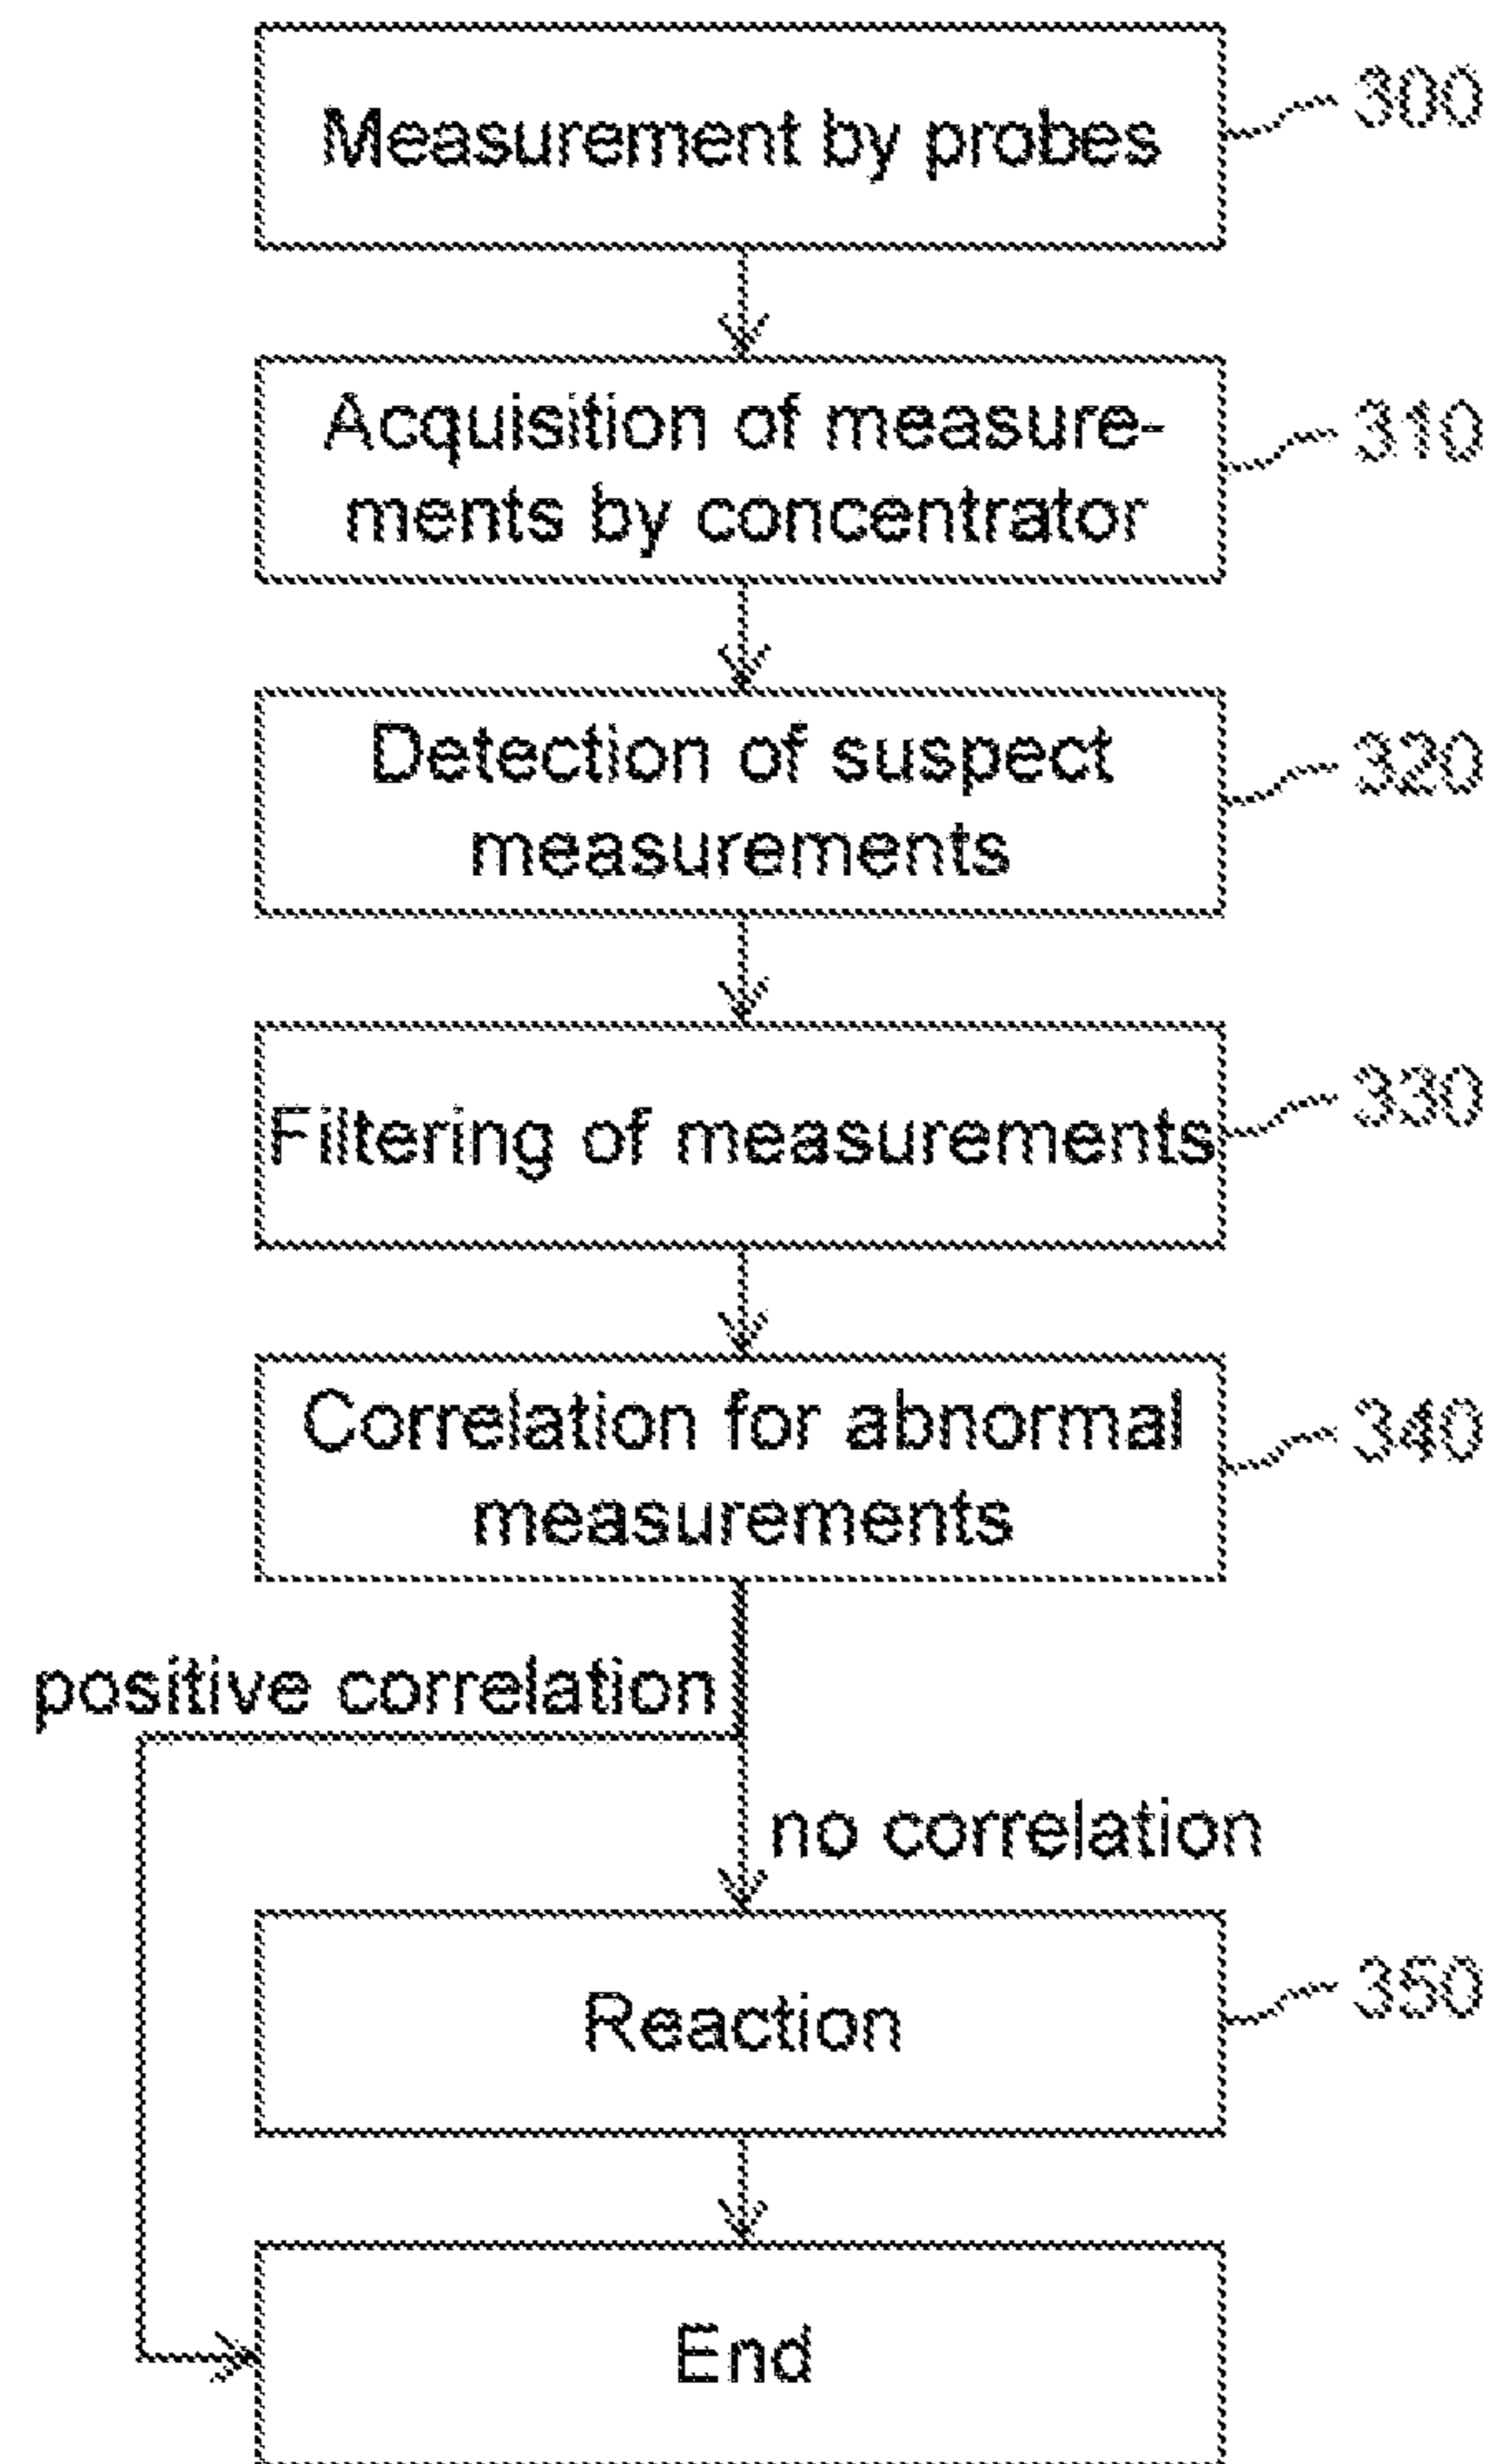 Measurement by probes
300
Acquisition of measure-
ments by concentrator
310
Detection of suspect
measurements
320
Filtering of measurements
330
Correlation for abnormal
measurements
340
positive correlation
no correlation
Reaction
350
End